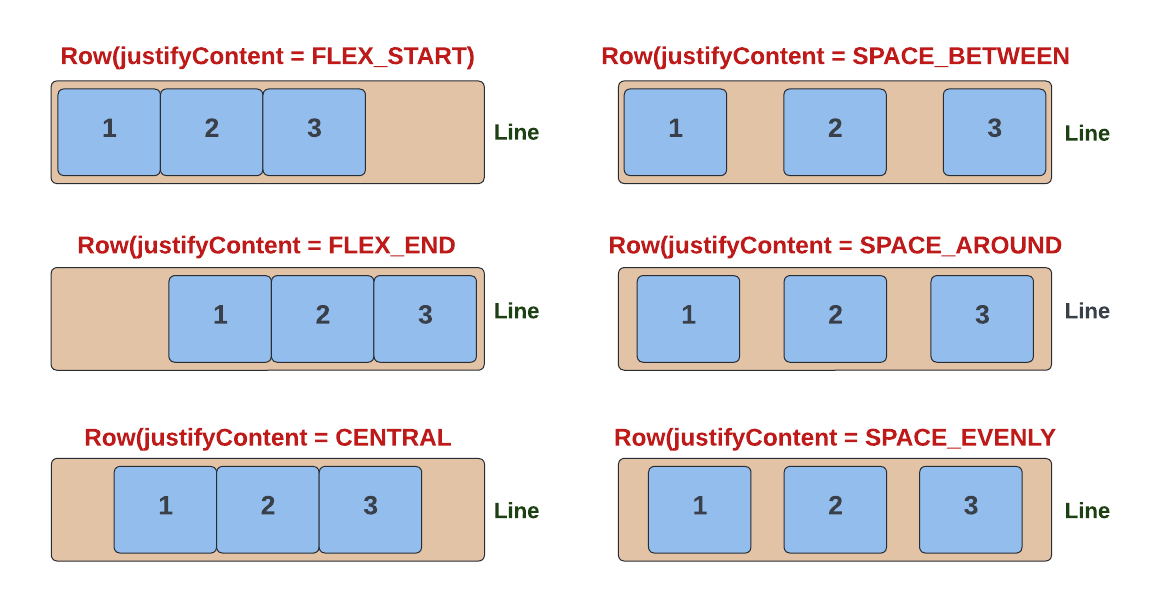 Row(justifyContent = FLEX_START)
1 2 3
Line
Row(justifyContent = SPACE_BETWEEN
1 2 3
Line
Row(justifyContent = FLEX_END
1 2 3
Line
Row(justifyContent = SPACE_AROUND
1 2 3
Line
Row(justifyContent = CENTRAL
1 2 3
Line
Row(justifyContent = SPACE_EVENLY
1 2 3
Line